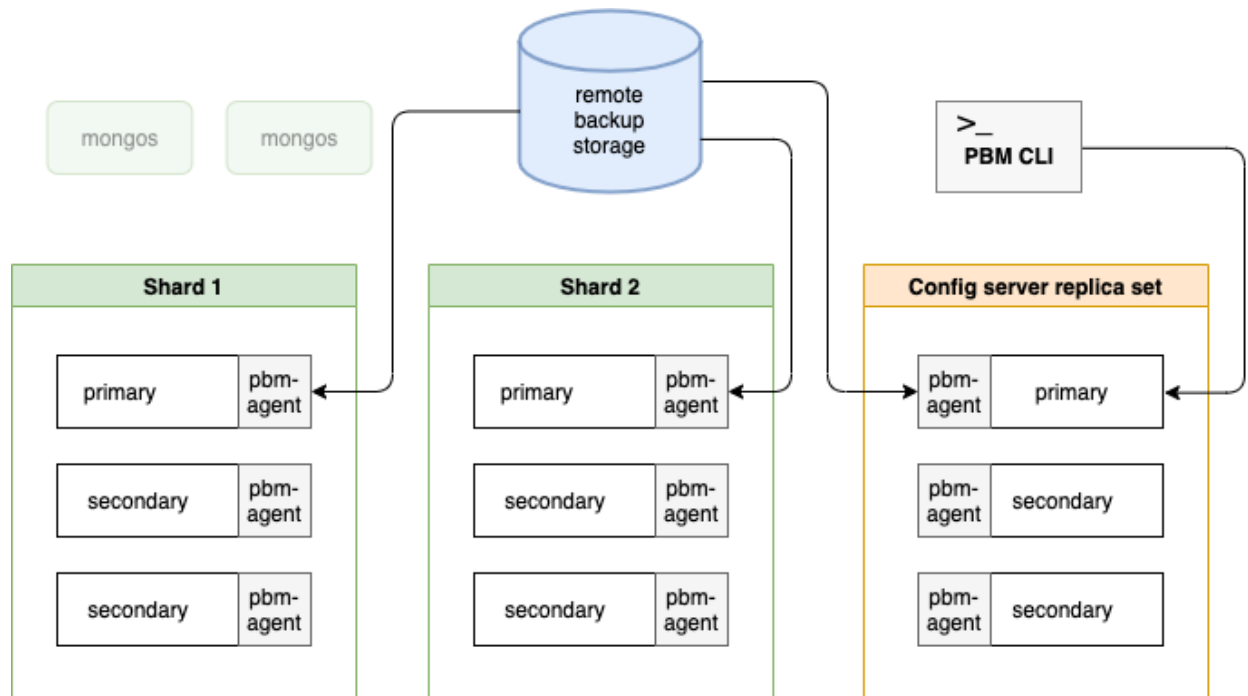 remote
backup
storage
mongos
mongos
>_
PBM CLI
Shard 1
primary
pbm-
agent
secondary
pbm-
agent
secondary
pbm-
agent
Shard 2
primary
pbm-
agent
secondary
pbm-
agent
secondary
pbm-
agent
Config server replica set
pbm-
agent
primary
pbm-
agent
secondary
pbm-
agent
secondary